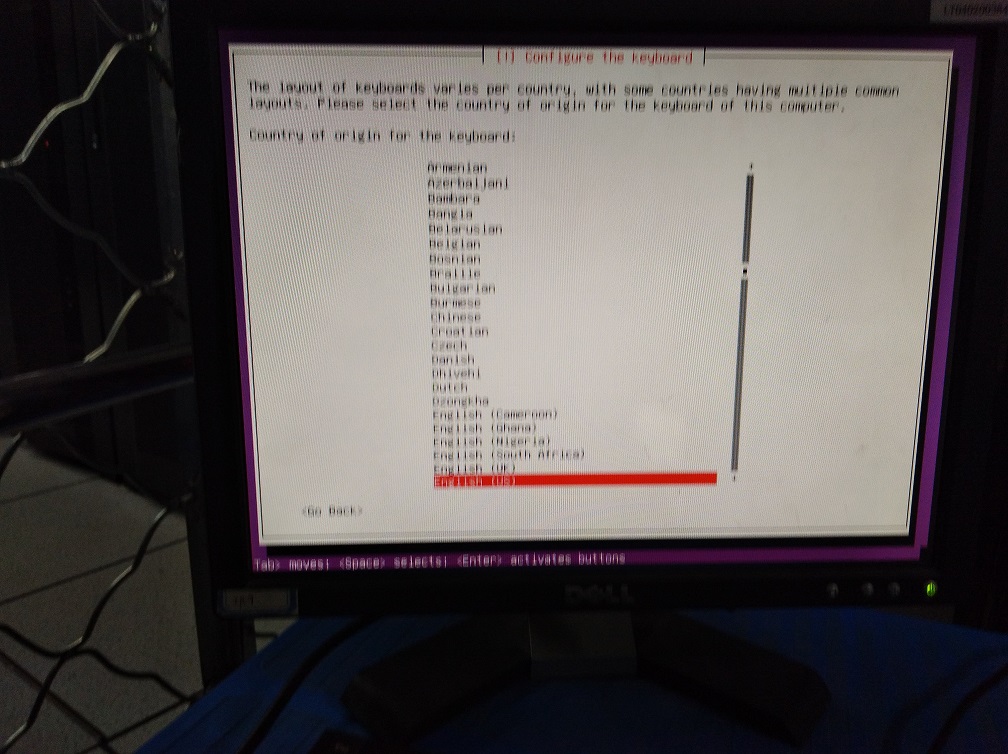 [!] Configure the keyboard
The layout of keyboards varies per country, with some countries having multiple common
layouts. Please select the country of origin for the keyboard of this computer.
Country of origin for the keyboard:
Armenian
Azerbaijani
Bambara
Bangla
Belarusian
Belgian
Bosnian
Braille
Bulgarian
Burmese
Chinese
Croatian
Czech
Danish
Dhivehi
Dutch
Dzongkha
English (Cameroon)
English (Ghana)
English (Nigeria)
English (South Africa)
English (UK)
English (US)
<Go Back>
Tab> moves; <Space> selects; <Enter> activates buttons
DELL